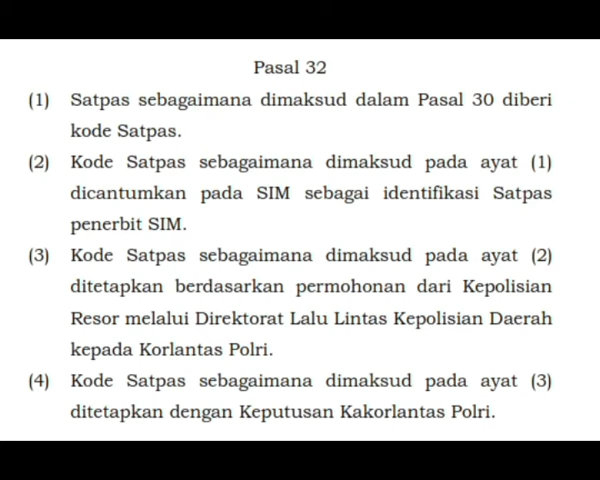 Pasal 32
(1) Satpas sebagaimana dimaksud dalam Pasal 30 diberi
kode Satpas.
(2) Kode Satpas sebagaimana dimaksud pada ayat (1)
dicantumkan pada SIM sebagai identifikasi Satpas
penerbit SIM.
(3) Kode Satpas sebagaimana dimaksud pada ayat (2)
ditetapkan berdasarkan permohonan dari Kepolisian
Resor melalui Direktorat Lalu Lintas Kepolisian Daerah
kepada Korlantas Polri.
(4) Kode Satpas sebagaimana dimaksud pada ayat (3)
ditetapkan dengan Keputusan Kakorlantas Polri.